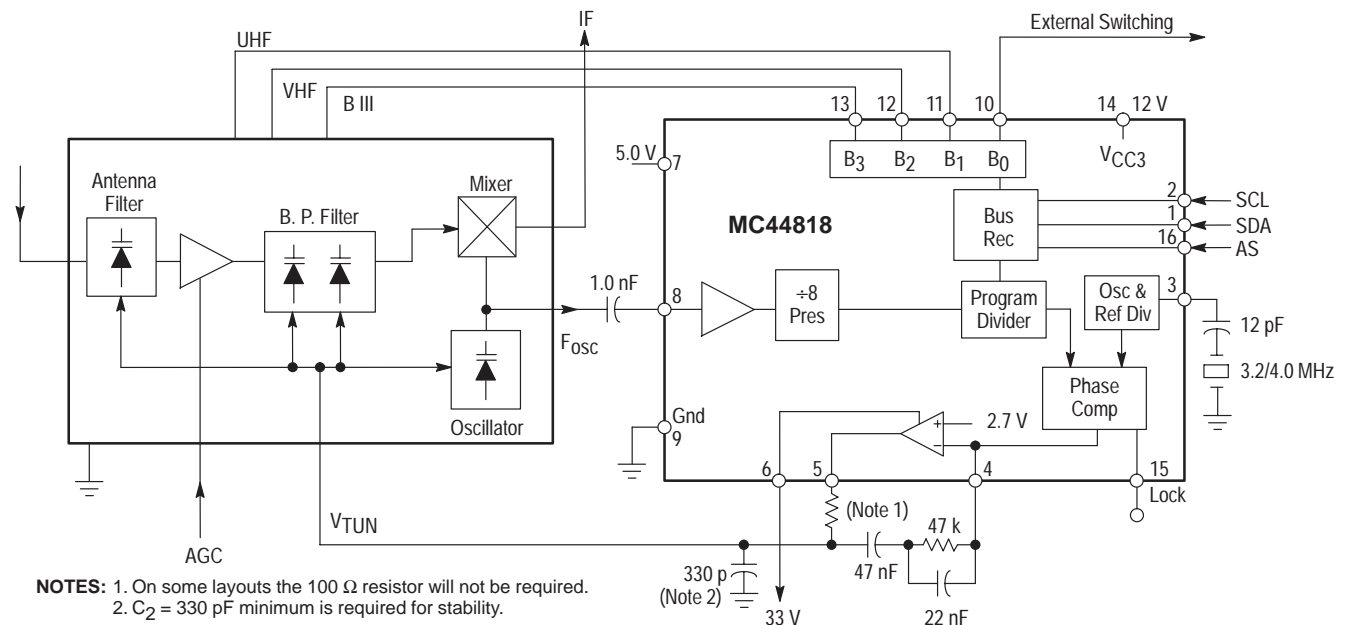 IF
External Switching
UHF
VHF
B III
13
12
11
10
14
12 V
5.0 V
7
B3
B2
B1
B0
VCC3
Antenna
Filter
B. P. Filter
Mixer
MC44818
Bus
Rec
2
SCL
1
SDA
16
AS
1.0 nF
8
÷8
Pres
Program
Divider
Osc &
Ref Div
3
12 pF
3.2/4.0 MHz
Fosc
Oscillator
Phase
Comp
Gnd
9
+
2.7 V
–
6
5
4
15
Lock
VTUN
AGC
(Note 1)
47 k
47 nF
330 p
(Note 2)
33 V
22 nF
NOTES: 1. On some layouts the 100 Ω resistor will not be required.
2. C2 = 330 pF minimum is required for stability.